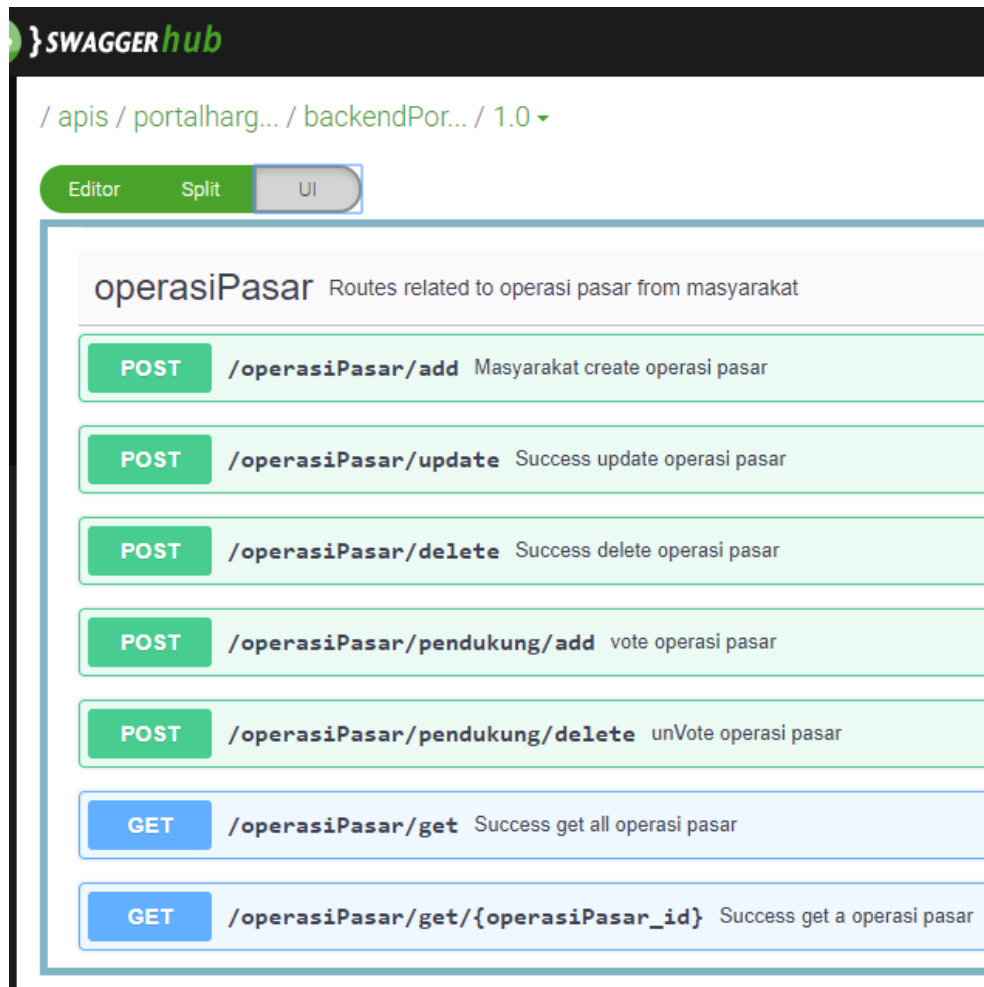 }SWAGGERhub
/ apis / portalharg... / backendPor... / 1.0
Editor Split UI
operasiPasar Routes related to operasi pasar from masyarakat
POST /operasiPasar/add Masyarakat create operasi pasar
POST /operasiPasar/update Success update operasi pasar
POST /operasiPasar/delete Success delete operasi pasar
POST /operasiPasar/pendukung/add vote operasi pasar
POST /operasiPasar/pendukung/delete unVote operasi pasar
GET /operasiPasar/get Success get all operasi pasar
GET /operasiPasar/get/{operasiPasar_id} Success get a operasi pasar